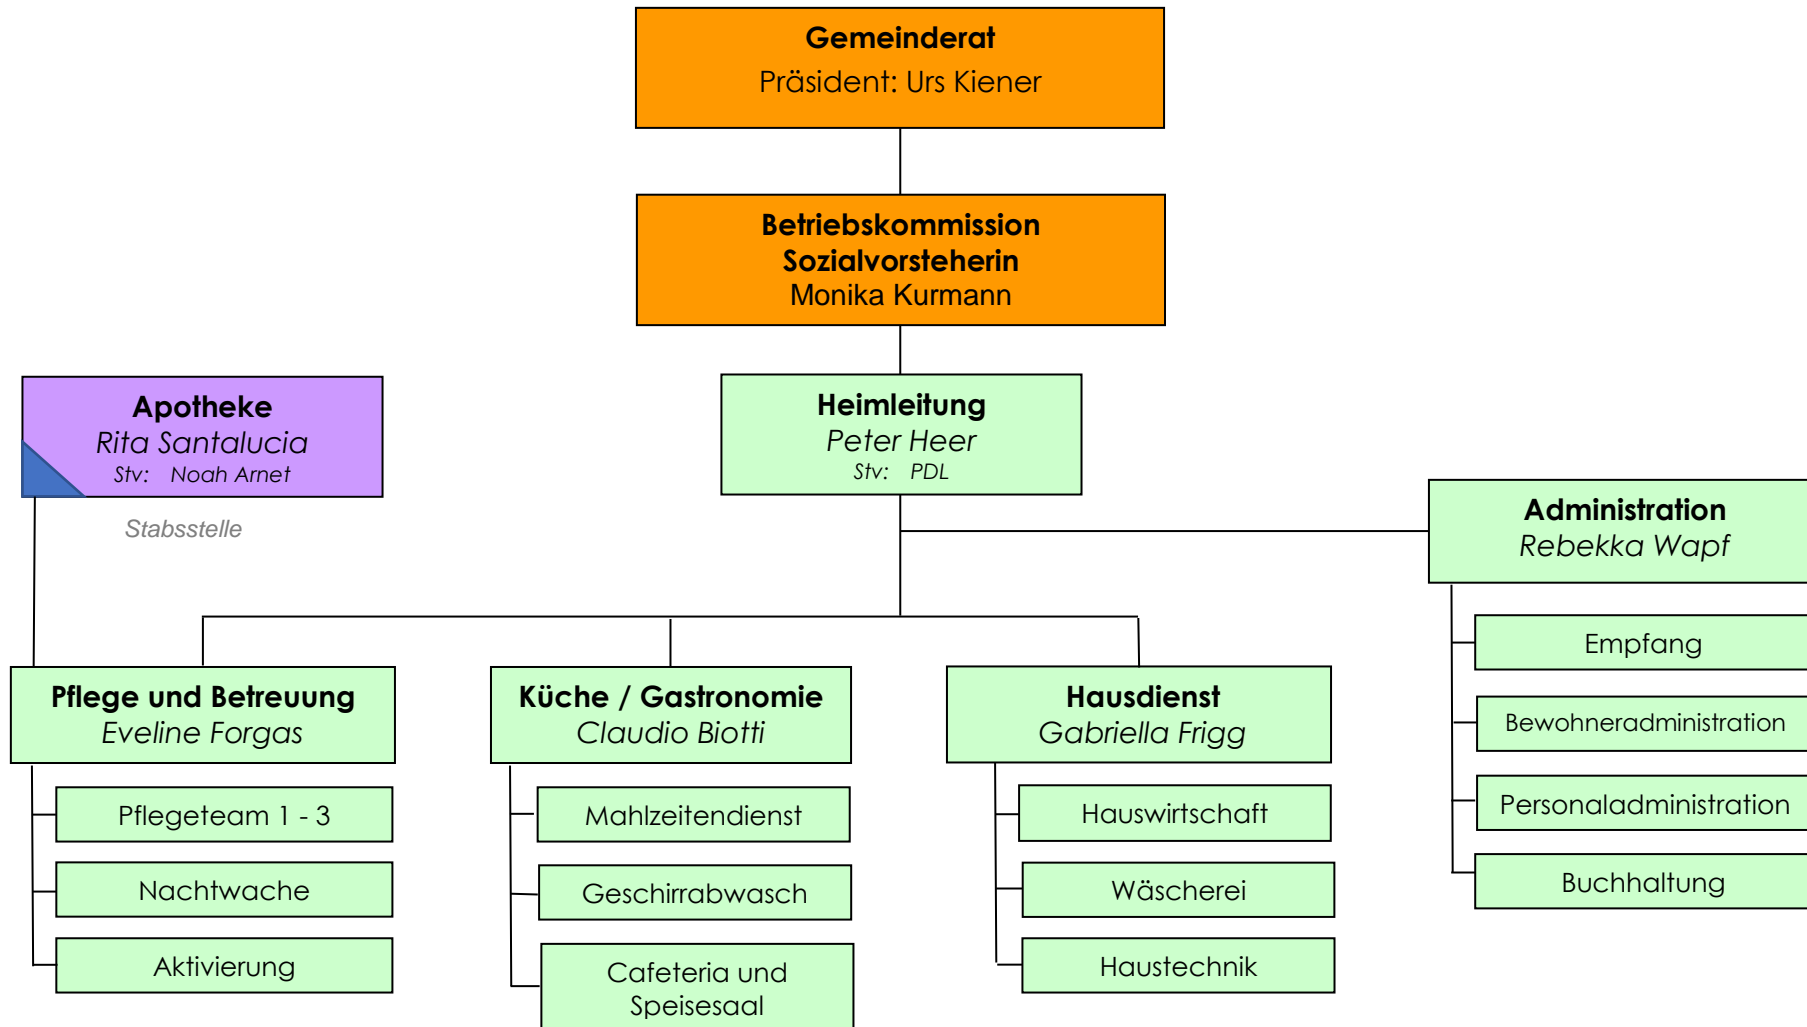 Gemeinderat
Präsident: Urs Kiener
Betriebskommission
Sozialvorsteherin
Monika Kurmann
Apotheke
Rita Santalucia
Stv: Noah Arnet
Stabsstelle
Heimleitung
Peter Heer
Stv: PDL
Administration
Rebekka Wapf
Empfang
Bewohneradministration
Personaladministration
Buchhaltung
Pflege und Betreuung
Eveline Forgas
Pflegeteam 1 - 3
Nachtwache
Aktivierung
Küche / Gastronomie
Claudio Biotti
Mahlzeitendienst
Geschirrabwasch
Cafeteria und
Speisesaal
Hausdienst
Gabriella Frigg
Hauswirtschaft
Wäscherei
Haustechnik